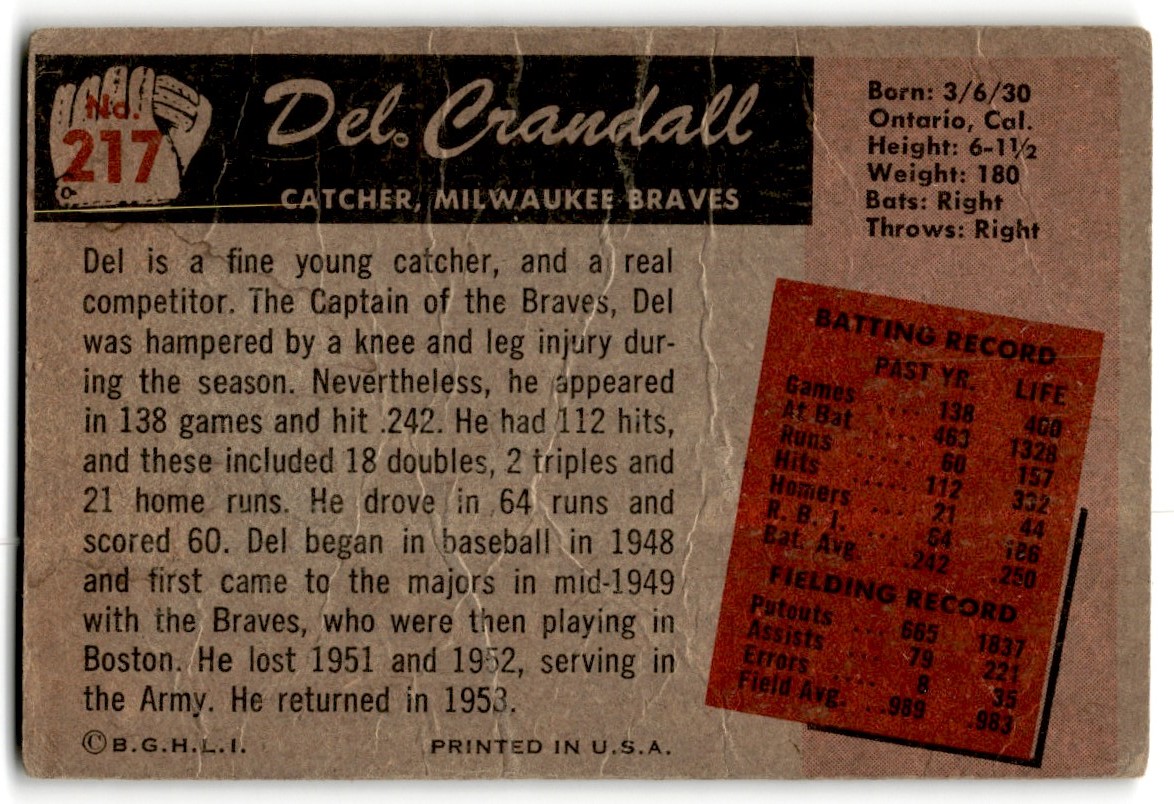 No.
217
Del Crandall
CATCHER, MILWAUKEE BRAVES
Born: 3/6/30
Ontario, Cal.
Height: 6-1½
Weight: 180
Bats: Right
Throws: Right
Del is a fine young catcher, and a real
competitor. The Captain of the Braves, Del
was hampered by a knee and leg injury dur-
ing the season. Nevertheless, he appeared
in 138 games and hit .242. He had 112 hits,
and these included 18 doubles, 2 triples and
21 home runs. He drove in 64 runs and
scored 60. Del began in baseball in 1948
and first came to the majors in mid-1949
with the Braves, who were then playing in
Boston. He lost 1951 and 1952, serving in
the Army. He returned in 1953.
©B.G.H.L.I. PRINTED IN U.S.A.
BATTING RECORD
PAST YR. LIFE
Games .... 138 400
At Bat .... 463 1328
Runs ..... 60 157
Hits ..... 112 332
Homers ... 21 44
R. B. I. ... 64 186
Bat. Avg. .242 .250
FIELDING RECORD
Putouts ... 665 1837
Assists .... 79 221
Errors .... 8 35
Field Avg. .989 .983